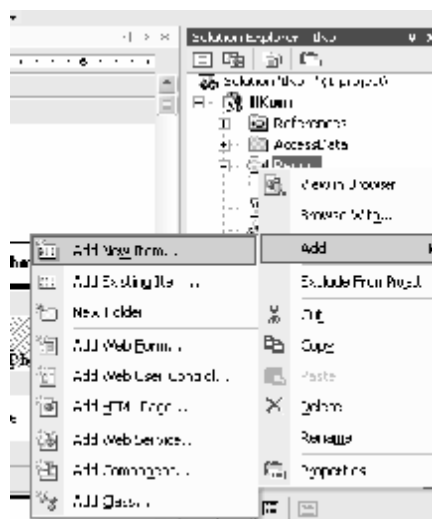 Solution Explorer -
Solution
References
AccessData
View in Browser
Browse With...
Add
Exclude From Project
Cut
Copy
Paste
Delete
Rename
Properties
Add New Item...
Add Existing Item...
New Folder
Add Web Form...
Add Web User Control...
Add HTML Page...
Add Web Service...
Add Component...
Add Class...